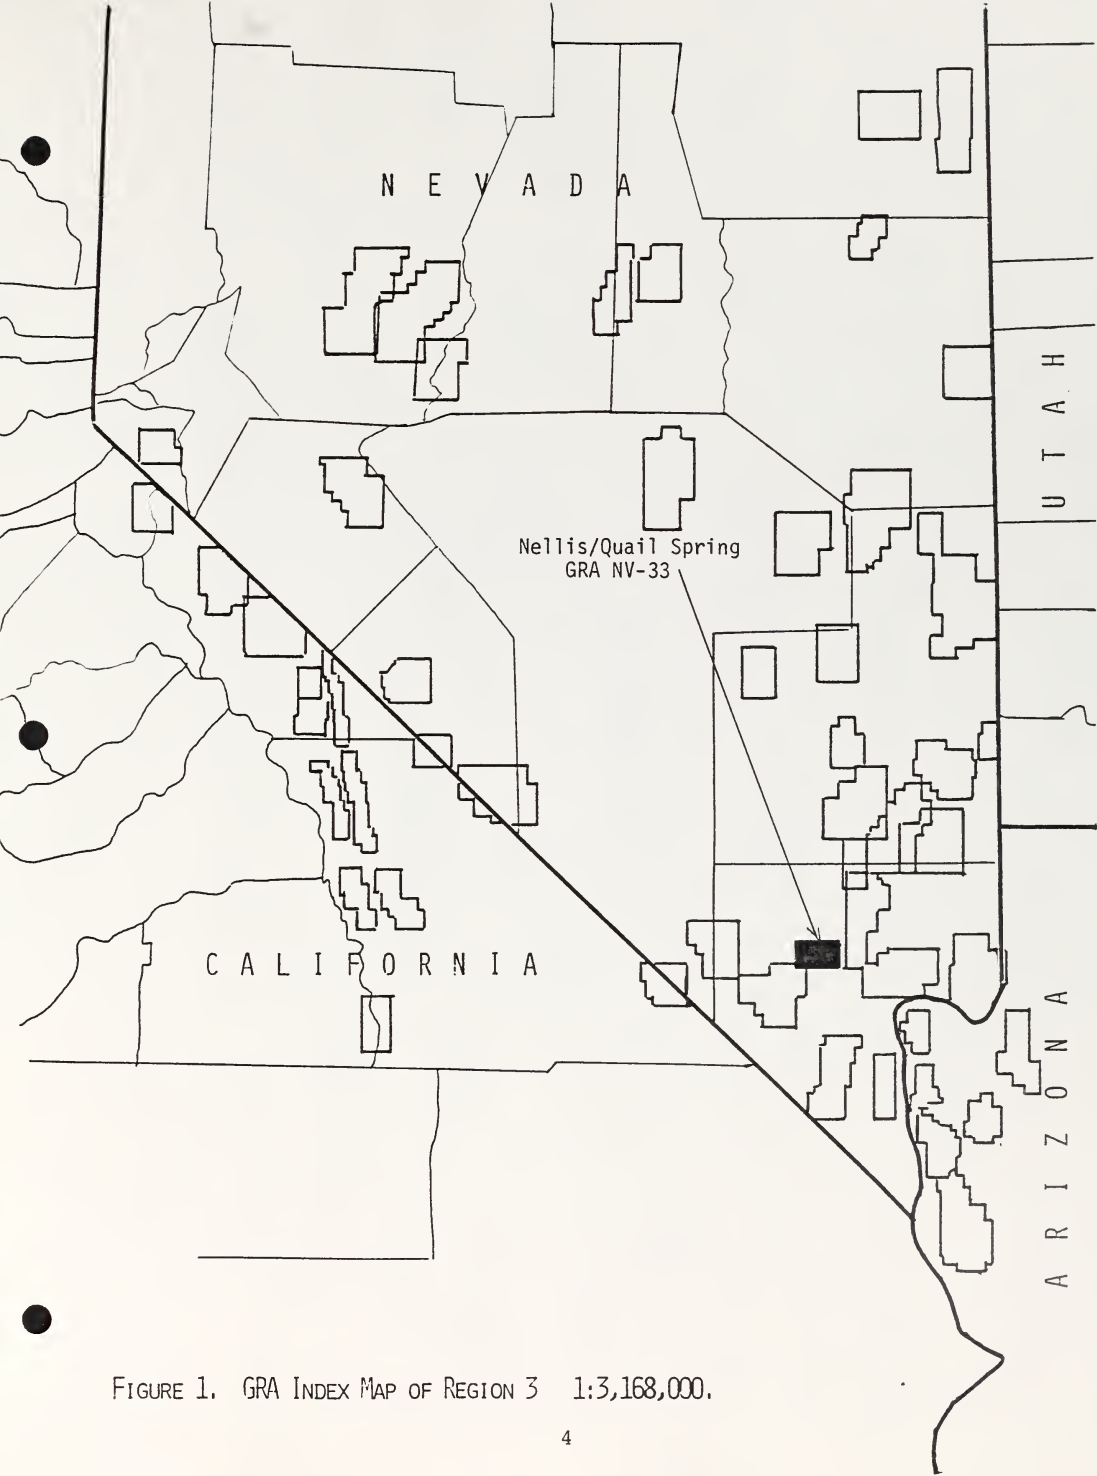 N E V A D A
U T A H
Nellis/Quail Spring
GRA NV-33
C A L I F O R N I A
A R I Z O N A
FIGURE 1. GRA INDEX MAP OF REGION 3 1:3,168,000.
4